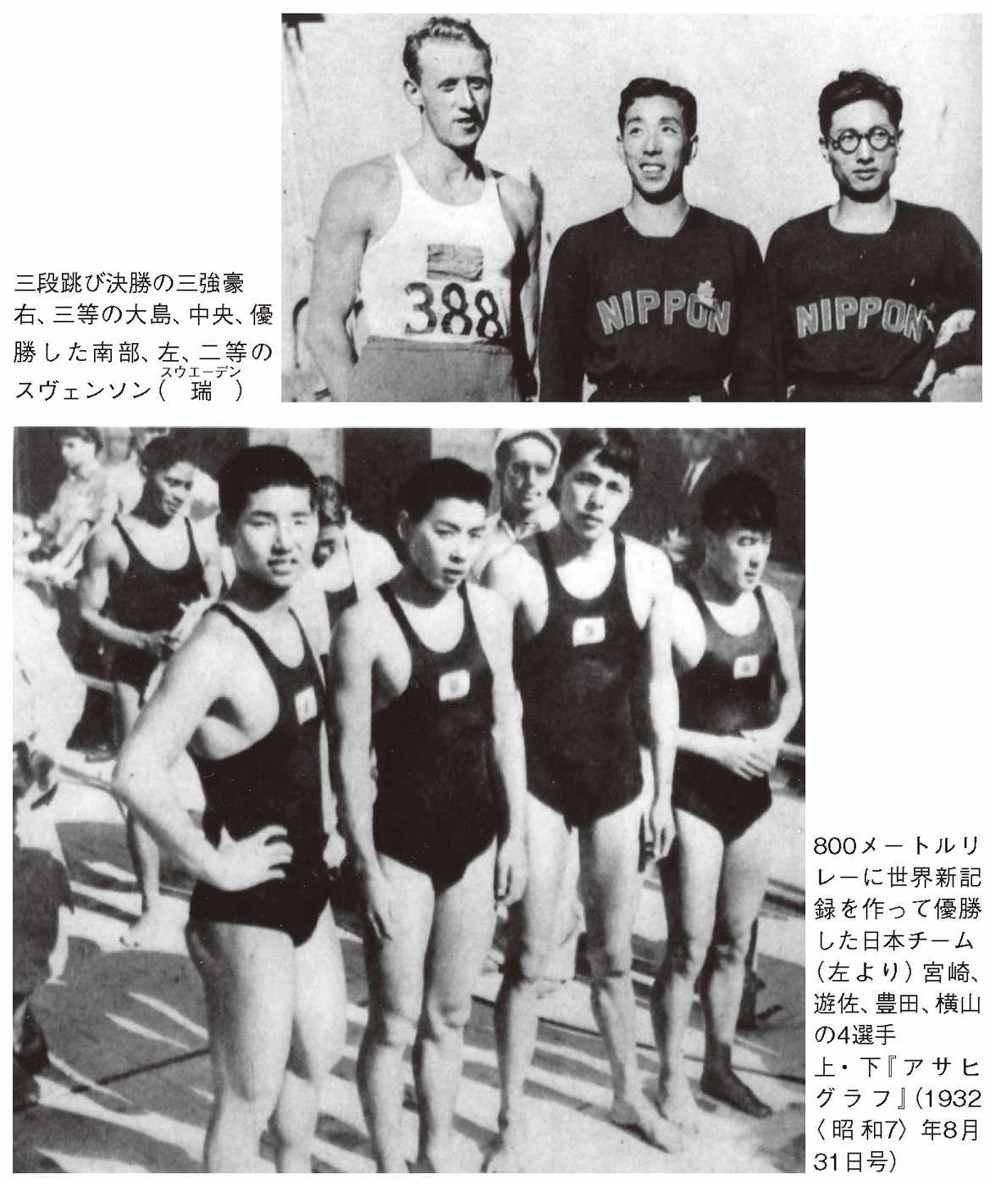 三段跳び決勝の三強豪
右、三等の大島、中央、優
勝した南部、左、二等の
スヴェンソン(瑞スウエーデン)
388
NIPPON
NIPPON
800メートルリ
レーに世界新記
録を作って優勝
した日本チーム
(左より)宮崎、
遊佐、豊田、横山
の4選手
上・下『アサヒ
グラフ』(1932
〈昭和7〉年8月
31日号)